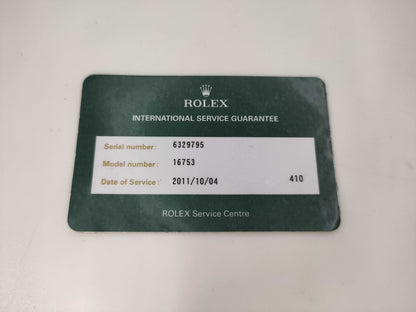 ROLEX
INTERNATIONAL SERVICE GUARANTEE
Serial number: 6329795
Model number: 16753
Date of Service: 2011/10/04 410
ROLEX Service Centre